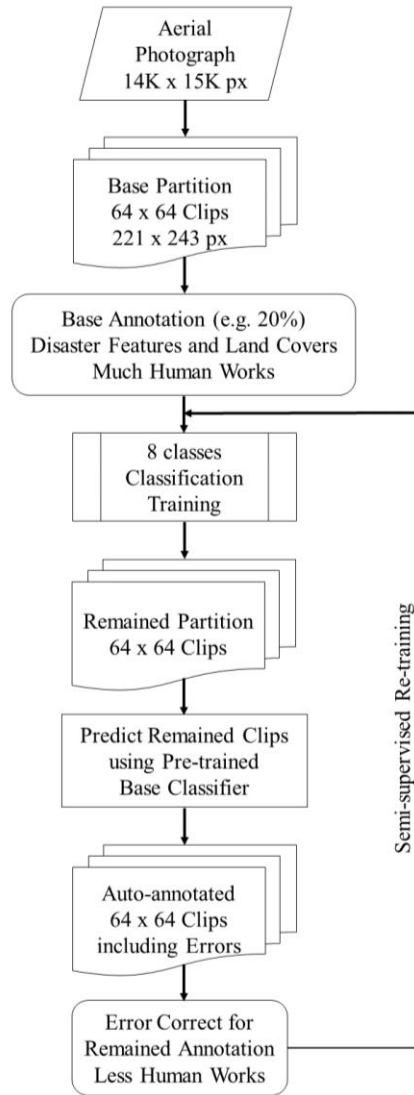 Aerial
Photograph
14K x 15K px
Base Partition
64 x 64 Clips
221 x 243 px
Base Annotation (e.g. 20%)
Disaster Features and Land Covers
Much Human Works
8 classes
Classification
Training
Remained Partition
64 x 64 Clips
Predict Remained Clips
using Pre-trained
Base Classifier
Auto-annotated
64 x 64 Clips
including Errors
Error Correct for
Remained Annotation
Less Human Works
Semi-supervised Re-training